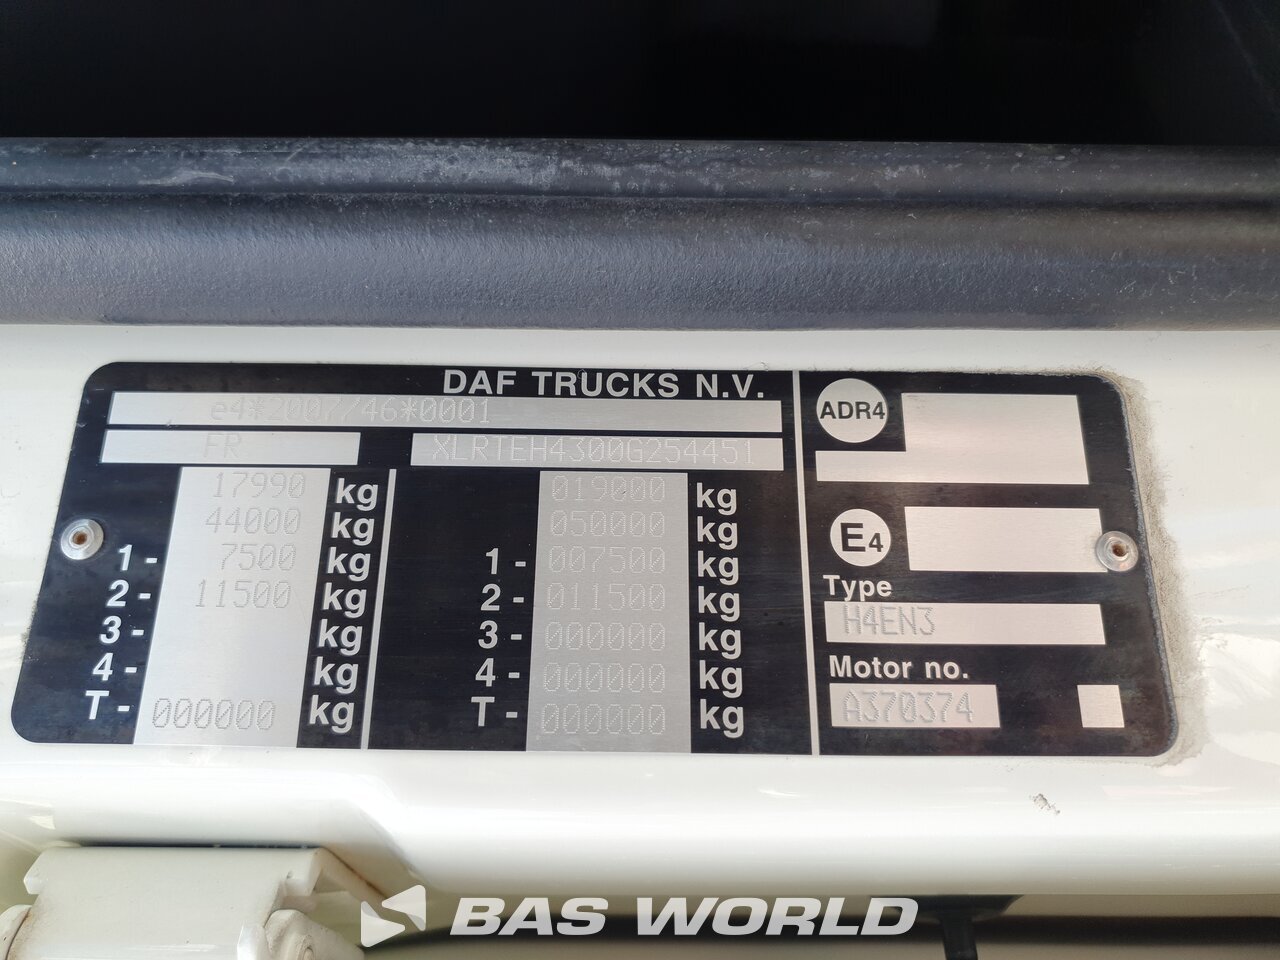 DAF TRUCKS N.V.
e4*2007/46*0001
FR XLRTEH4300G254451
17990 kg 019000 kg
44000 kg 050000 kg
1- 7500 kg 1- 007500 kg
2- 11500 kg 2- 011500 kg
3- kg 3- 000000 kg
4- kg 4- 000000 kg
T- 000000 kg T- 000000 kg
ADR4
E4
Type
H4EN3
Motor no.
A370374
BAS WORLD